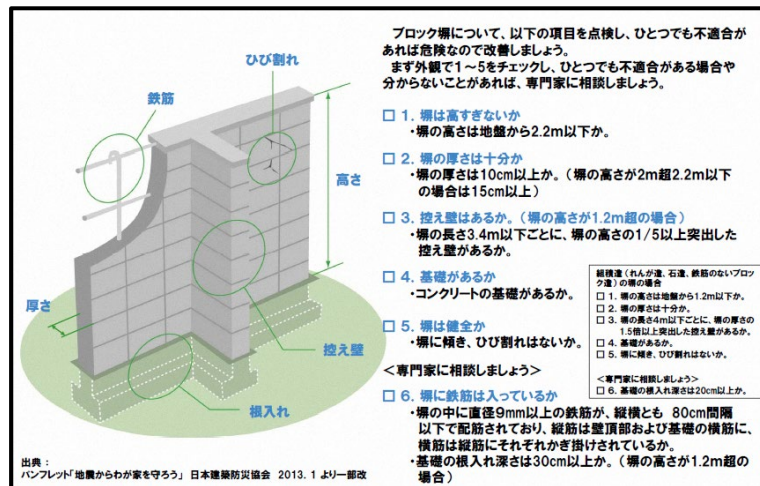 ブロック塀について、以下の項目を点検し、ひとつでも不適合が
あれば危険なので改善しましょう。
まず外観で1～5をチェックし、ひとつでも不適合がある場合や
分からないことがあれば、専門家に相談しましょう。
□ 1. 塀は高すぎないか
・塀の高さは地盤から2.2m以下か。
□ 2. 塀の厚さは十分か
・塀の厚さは10cm以上か。（塀の高さが2m超2.2m以下
の場合は15cm以上）
□ 3. 控え壁はあるか。（塀の高さが1.2m超の場合）
・塀の長さ3.4m以下ごとに、塀の高さの1/5以上突出した
控え壁があるか。
□ 4. 基礎があるか
・コンクリートの基礎があるか。
□ 5. 塀は健全か
・塀に傾き、ひび割れはないか。
＜専門家に相談しましょう＞
□ 6. 塀に鉄筋は入っているか
・塀の中に直径9mm以上の鉄筋が、縦横とも 80cm間隔
以下で配筋されており、縦筋は壁頂部および基礎の横筋に、
横筋は縦筋にそれぞれかぎ掛けされているか。
・基礎の根入れ深さは30cm以上か。（塀の高さが1.2m超の
場合）
組積造（れんが造、石造、鉄筋のないブロッ
ク造）の塀の場合
□ 1. 塀の高さは地盤から1.2m以下か。
□ 2. 塀の厚さは十分か。
□ 3. 塀の長さ4m以下ごとに、塀の厚さの
1.5倍以上突出した控え壁があるか。
□ 4. 基礎があるか。
□ 5. 塀に傾き、ひび割れはないか。
＜専門家に相談しましょう＞
□ 6. 基礎の根入れ深さは20cm以上か。
ひび割れ
鉄筋
高さ
厚さ
控え壁
根入れ
出典：
パンフレット「地震からわが家を守ろう」 日本建築防災協会 2013.1 より一部改